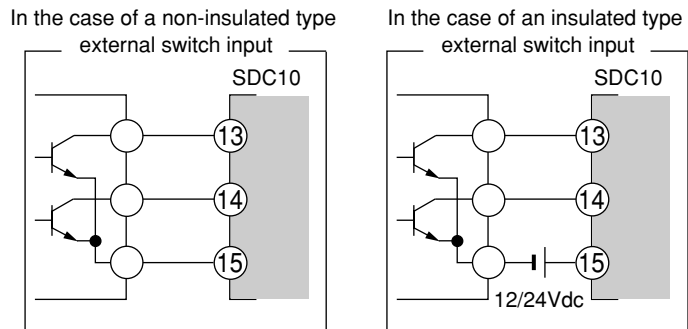 In the case of a non-insulated type
external switch input
SDC10
13
14
15
In the case of an insulated type
external switch input
SDC10
13
14
15
12/24Vdc